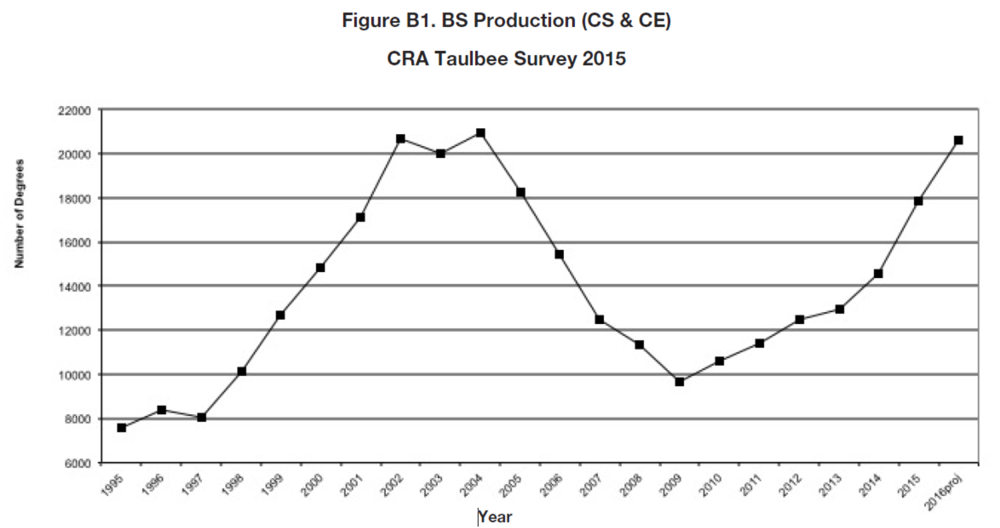 Figure B1. BS Production (CS & CE)
CRA Taulbee Survey 2015
Number of Degrees
22000
20000
18000
16000
14000
12000
10000
8000
6000
1995 1996 1997 1998 1999 2000 2001 2002 2003 2004 2005 2006 2007 2008 2009 2010 2011 2012 2013 2014 2015 2016proj
Year